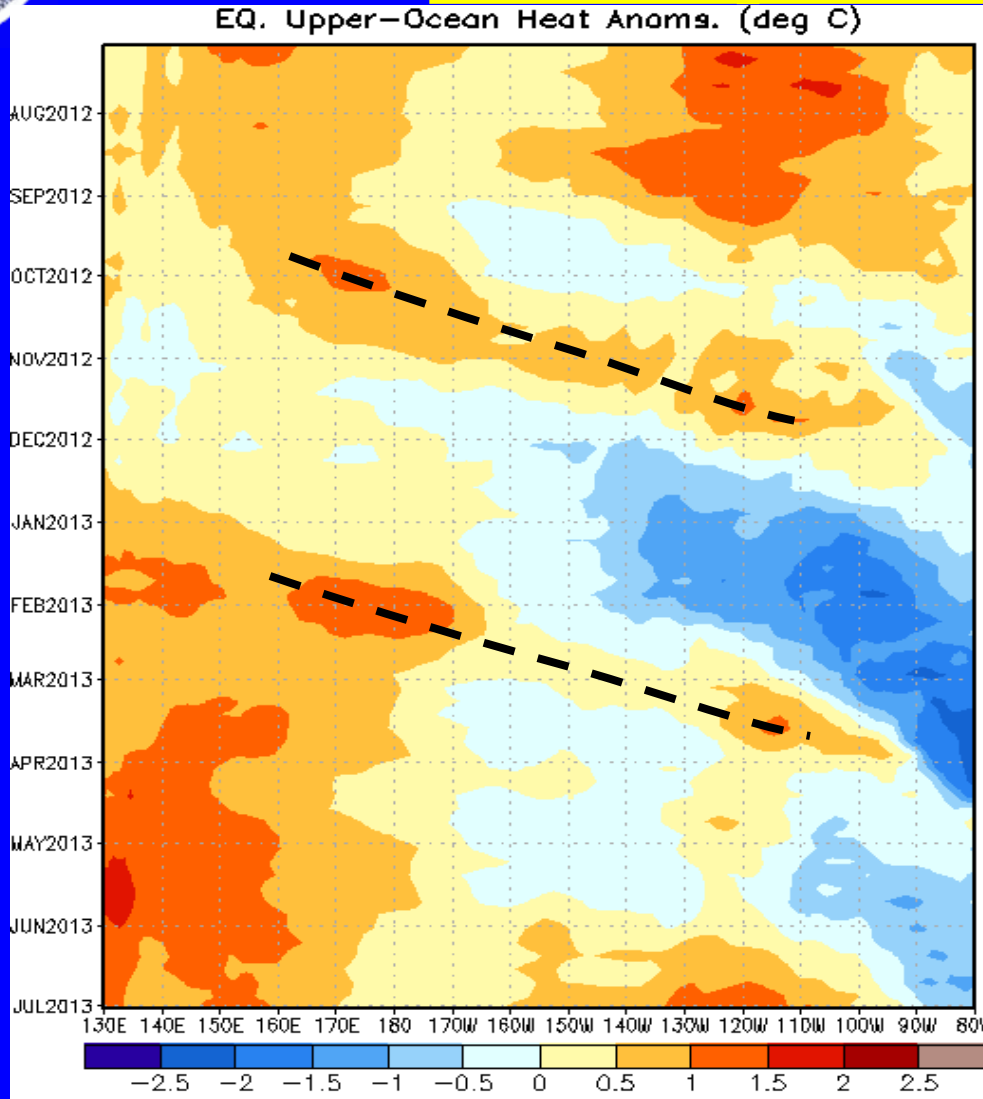 EQ. Upper-Ocean Heat Anoms. (deg C)
AUG2012
SEP2012
OCT2012
NOV2012
DEC2012
JAN2013
FEB2013
MAR2013
APR2013
MAY2013
JUN2013
JUL2013
130E 140E 150E 160E 170E 180 170W 160W 150W 140W 130W 120W 110W 100W 90W 80W
-2.5 -2 -1.5 -1 -0.5 0 0.5 1 1.5 2 2.5